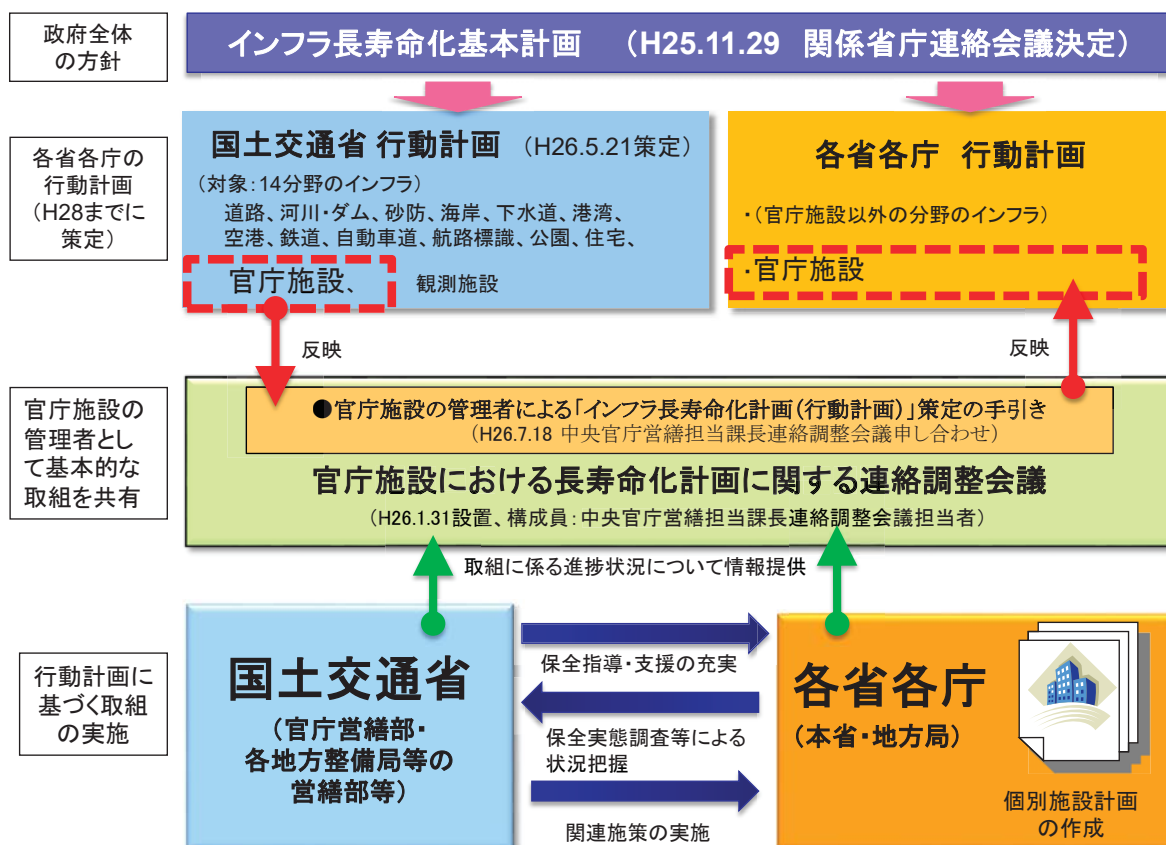 政府全体
の方針
インフラ長寿命化基本計画 （H25.11.29 関係省庁連絡会議決定）
各省各庁の
行動計画
（H28までに
策定）
国土交通省 行動計画 （H26.5.21策定）
（対象：14分野のインフラ）
道路、河川・ダム、砂防、海岸、下水道、港湾、
空港、鉄道、自動車道、航路標識、公園、住宅、
官庁施設、 観測施設
各省各庁 行動計画
・（官庁施設以外の分野のインフラ）
・官庁施設
反映
反映
官庁施設の
管理者とし
て基本的な
取組を共有
●官庁施設の管理者による「インフラ長寿命化計画（行動計画）」策定の手引き
（H26.7.18 中央官庁営繕担当課長連絡調整会議申し合わせ）
官庁施設における長寿命化計画に関する連絡調整会議
（H26.1.31設置、構成員：中央官庁営繕担当課長連絡調整会議担当者）
取組に係る進捗状況について情報提供
行動計画に
基づく取組
の実施
国土交通省
（官庁営繕部・
各地方整備局等の
営繕部等）
保全指導・支援の充実
保全実態調査等による
状況把握
関連施策の実施
各省各庁
（本省・地方局）
個別施設計画
の作成